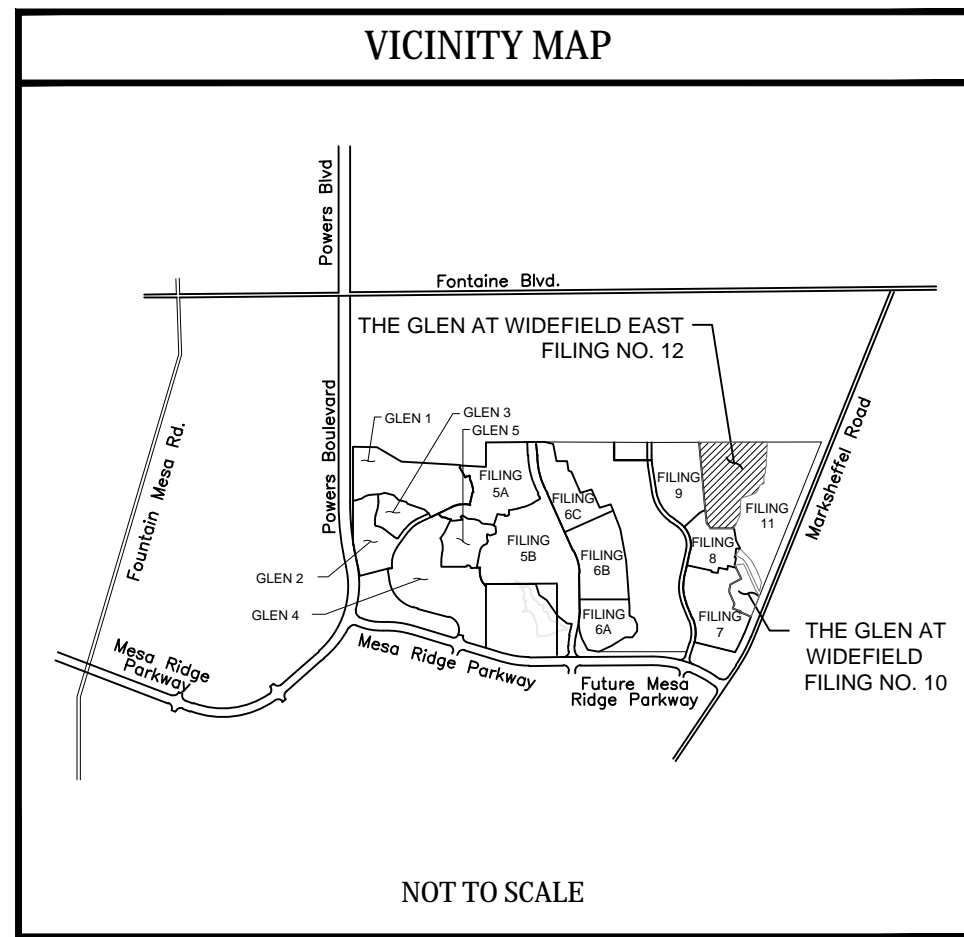 VICINITY MAP
Powers Blvd
Fontaine Blvd.
THE GLEN AT WIDEFIELD EAST
FILING NO. 12
Fountain Mesa Rd.
Powers Boulevard
Marksheffel Road
GLEN 1
GLEN 3
GLEN 5
FILING
5A
FILING
6C
FILING
9
FILING
11
FILING
5B
FILING
6B
FILING
8
GLEN 2
GLEN 4
FILING
6A
FILING
7
THE GLEN AT
WIDEFIELD
FILING NO. 10
Mesa Ridge
Parkway
Mesa Ridge Parkway
Future Mesa
Ridge Parkway
NOT TO SCALE